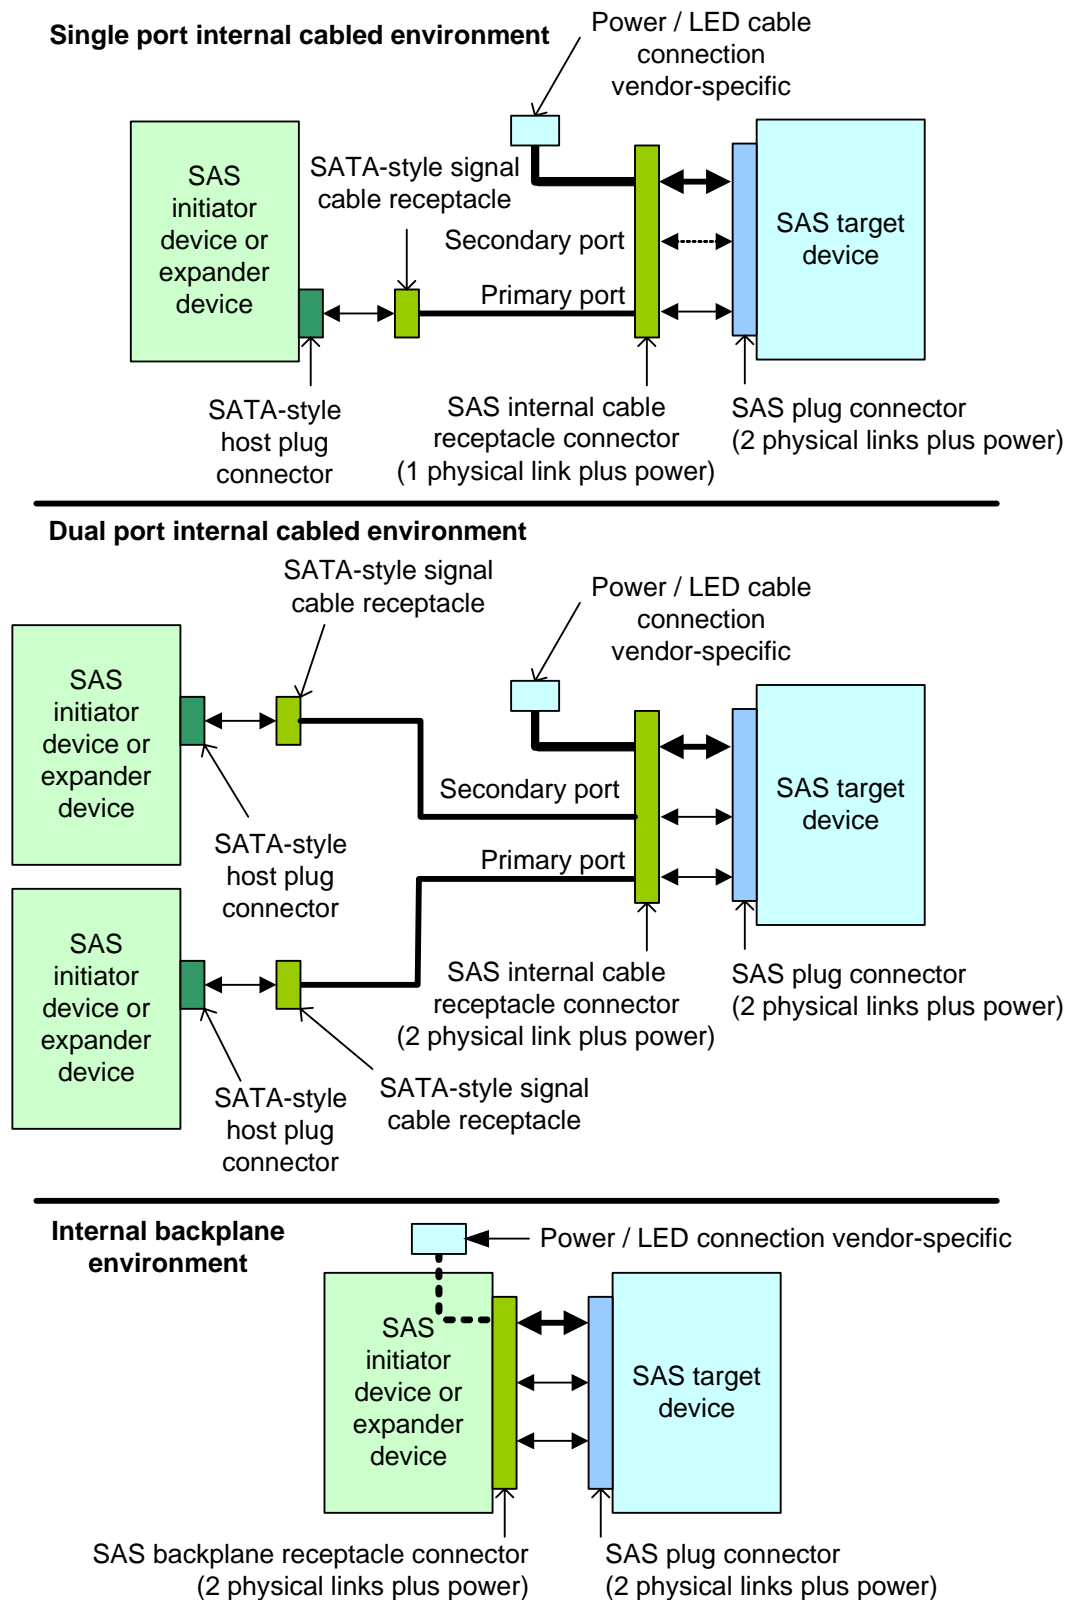 Single port internal cabled environment
Power / LED cable
connection
vendor-specific
SAS
initiator
device or
expander
device
SATA-style signal
cable receptacle
Secondary port
Primary port
SAS target
device
SATA-style
host plug
connector
SAS internal cable
receptacle connector
(1 physical link plus power)
SAS plug connector
(2 physical links plus power)
Dual port internal cabled environment
SATA-style signal
cable receptacle
Power / LED cable
connection
vendor-specific
SAS
initiator
device or
expander
device
Secondary port
Primary port
SAS target
device
SATA-style
host plug
connector
SAS
initiator
device or
expander
device
SAS internal cable
receptacle connector
(2 physical link plus power)
SAS plug connector
(2 physical links plus power)
SATA-style
host plug
connector
SATA-style signal
cable receptacle
Internal backplane
environment
Power / LED connection vendor-specific
SAS
initiator
device or
expander
device
SAS target
device
SAS backplane receptacle connector
(2 physical links plus power)
SAS plug connector
(2 physical links plus power)